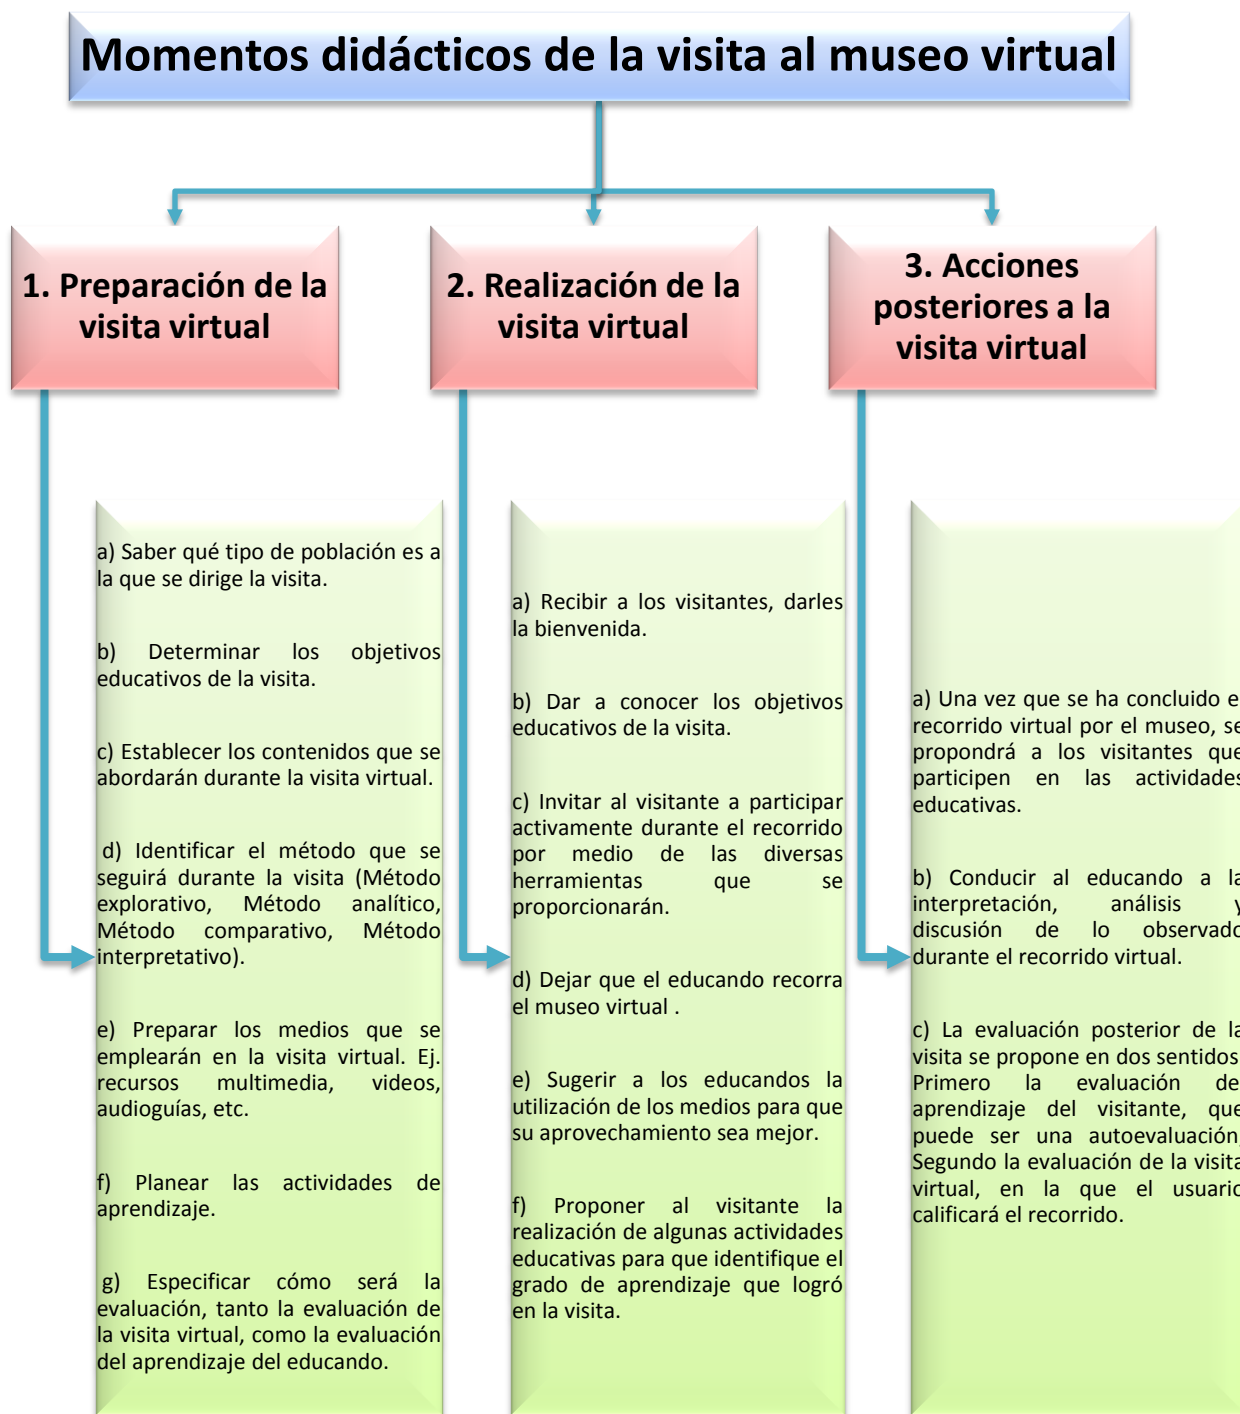 Momentos didácticos de la visita al museo virtual
1. Preparación de la
visita virtual
2. Realización de la
visita virtual
3. Acciones
posteriores a la
visita virtual
a) Saber qué tipo de población es a
la que se dirige la visita.
b) Determinar los objetivos
educativos de la visita.
c) Establecer los contenidos que se
abordarán durante la visita virtual.
d) Identificar el método que se
seguirá durante la visita (Método
explorativo, Método analítico,
Método comparativo, Método
interpretativo).
e) Preparar los medios que se
emplearán en la visita virtual. Ej.
recursos multimedia, videos,
audioguías, etc.
f) Planear las actividades de
aprendizaje.
g) Especificar cómo será la
evaluación, tanto la evaluación de
la visita virtual, como la evaluación
del aprendizaje del educando.
a) Recibir a los visitantes, darles
la bienvenida.
b) Dar a conocer los objetivos
educativos de la visita.
c) Invitar al visitante a participar
activamente durante el recorrido
por medio de las diversas
herramientas que se
proporcionarán.
d) Dejar que el educando recorra
el museo virtual .
e) Sugerir a los educandos la
utilización de los medios para que
su aprovechamiento sea mejor.
f) Proponer al visitante la
realización de algunas actividades
educativas para que identifique el
grado de aprendizaje que logró
en la visita.
a) Una vez que se ha concluido el
recorrido virtual por el museo, se
propondrá a los visitantes que
participen en las actividades
educativas.
b) Conducir al educando a la
interpretación, análisis y
discusión de lo observado
durante el recorrido virtual.
c) La evaluación posterior de la
visita se propone en dos sentidos
Primero la evaluación del
aprendizaje del visitante, que
puede ser una autoevaluación,
Segundo la evaluación de la visita
virtual, en la que el usuario
calificará el recorrido.